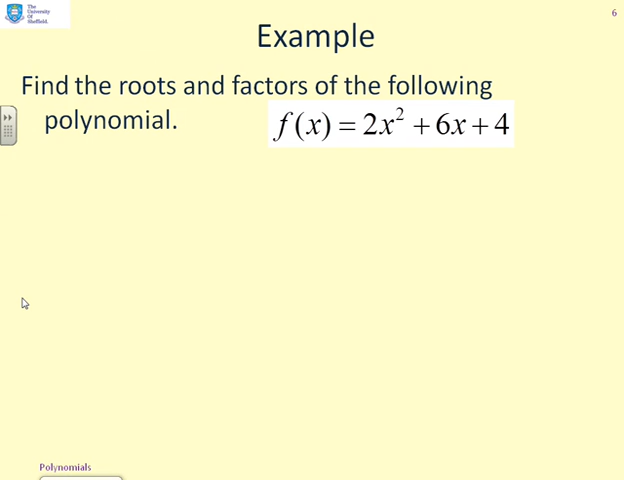 The
University
Of
Sheffield.
6
Example
Find the roots and factors of the following
polynomial. f(x) = 2x² + 6x + 4
Polynomials